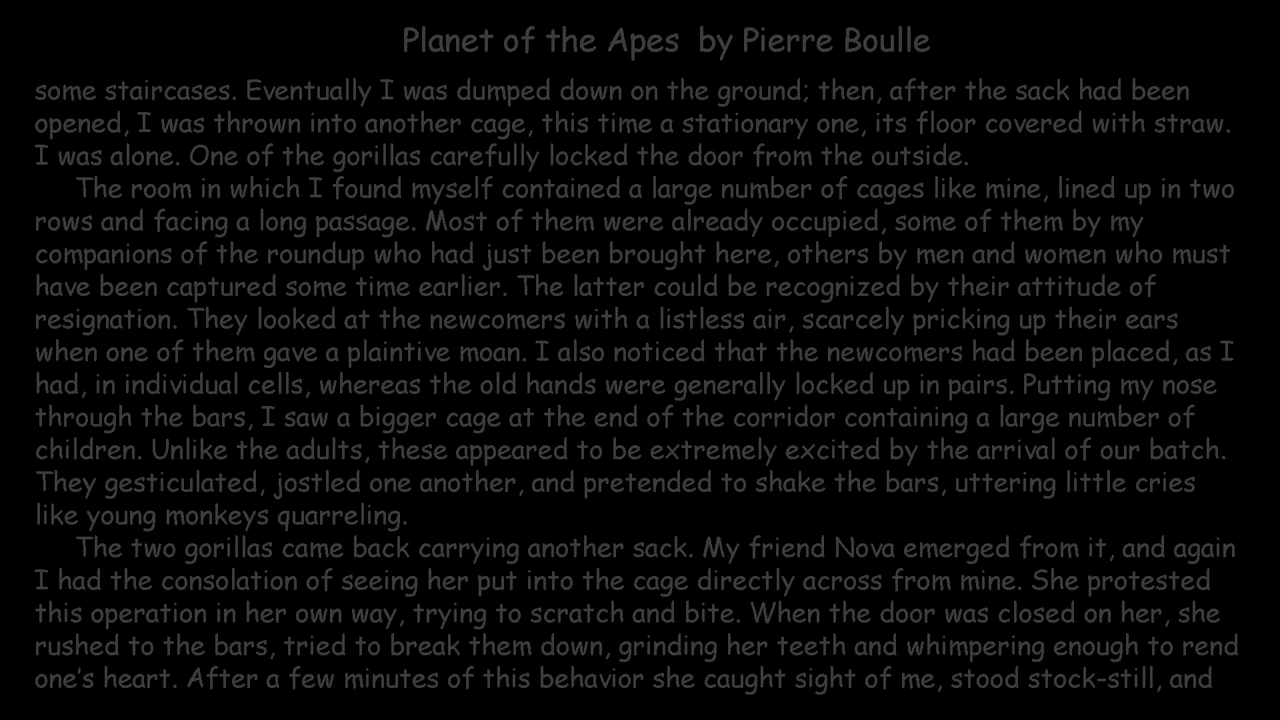 Planet of the Apes by Pierre Boulle
some staircases. Eventually I was dumped down on the ground; then, after the sack had been
opened, I was thrown into another cage, this time a stationary one, its floor covered with straw.
I was alone. One of the gorillas carefully locked the door from the outside.
The room in which I found myself contained a large number of cages like mine, lined up in two
rows and facing a long passage. Most of them were already occupied, some of them by my
companions of the roundup who had just been brought here, others by men and women who must
have been captured some time earlier. The latter could be recognized by their attitude of
resignation. They looked at the newcomers with a listless air, scarcely pricking up their ears
when one of them gave a plaintive moan. I also noticed that the newcomers had been placed, as I
had, in individual cells, whereas the old hands were generally locked up in pairs. Putting my nose
through the bars, I saw a bigger cage at the end of the corridor containing a large number of
children. Unlike the adults, these appeared to be extremely excited by the arrival of our batch.
They gesticulated, jostled one another, and pretended to shake the bars, uttering little cries
like young monkeys quarreling.
The two gorillas came back carrying another sack. My friend Nova emerged from it, and again
I had the consolation of seeing her put into the cage directly across from mine. She protested
this operation in her own way, trying to scratch and bite. When the door was closed on her, she
rushed to the bars, tried to break them down, grinding her teeth and whimpering enough to rend
one's heart. After a few minutes of this behavior she caught sight of me, stood stock-still, and